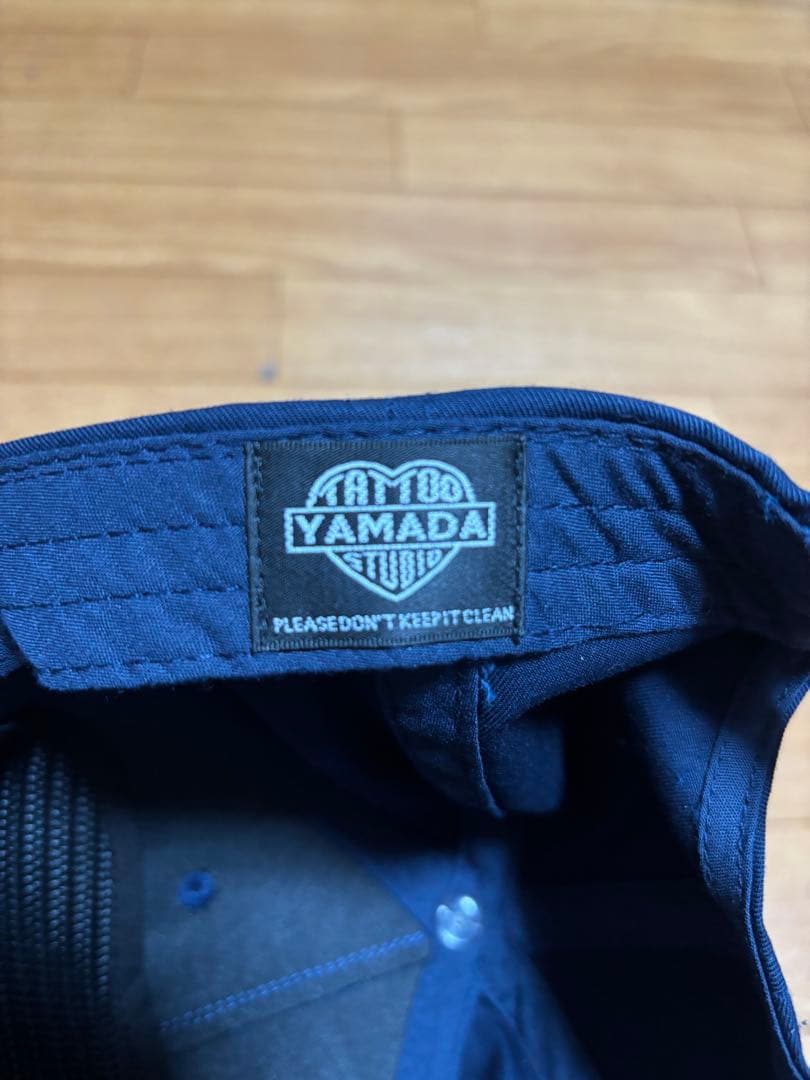 TATTOO
YAMADA
STUDIO
PLEASE DON'T KEEP IT CLEAN